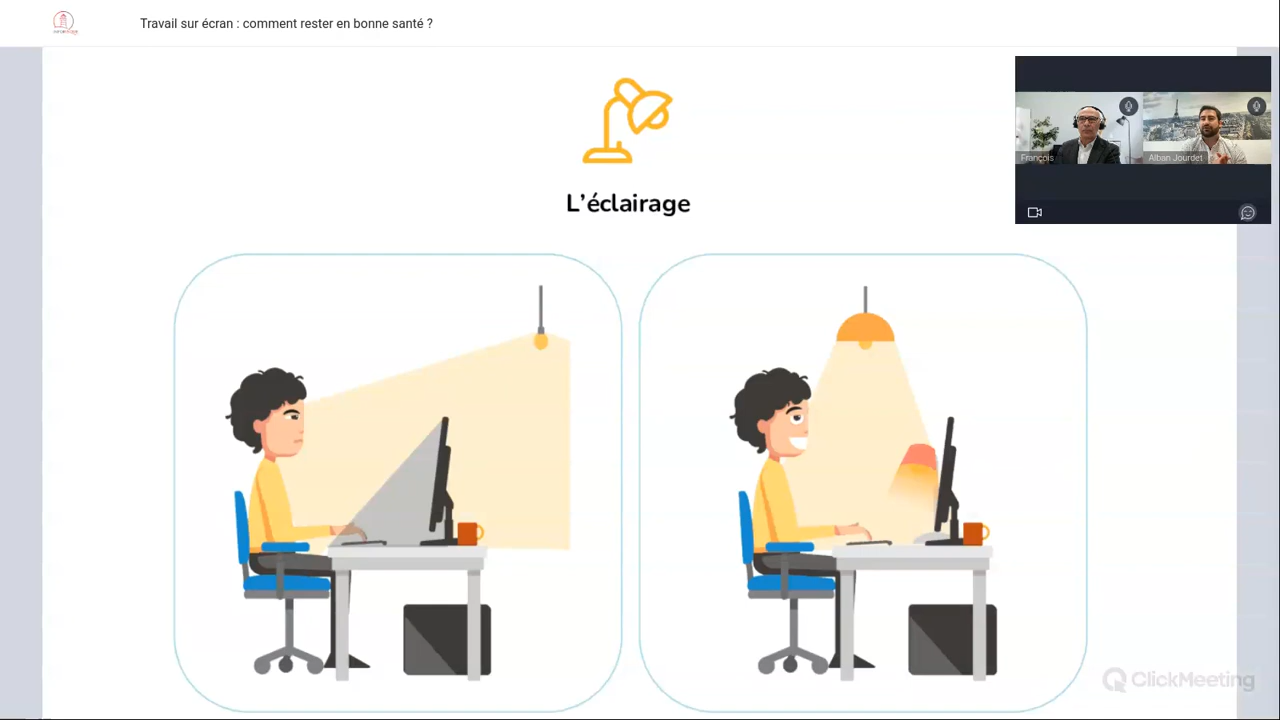 Travail sur écran : comment rester en bonne santé ?
François
Alban Jourdet
L'éclairage
ClickMeeting